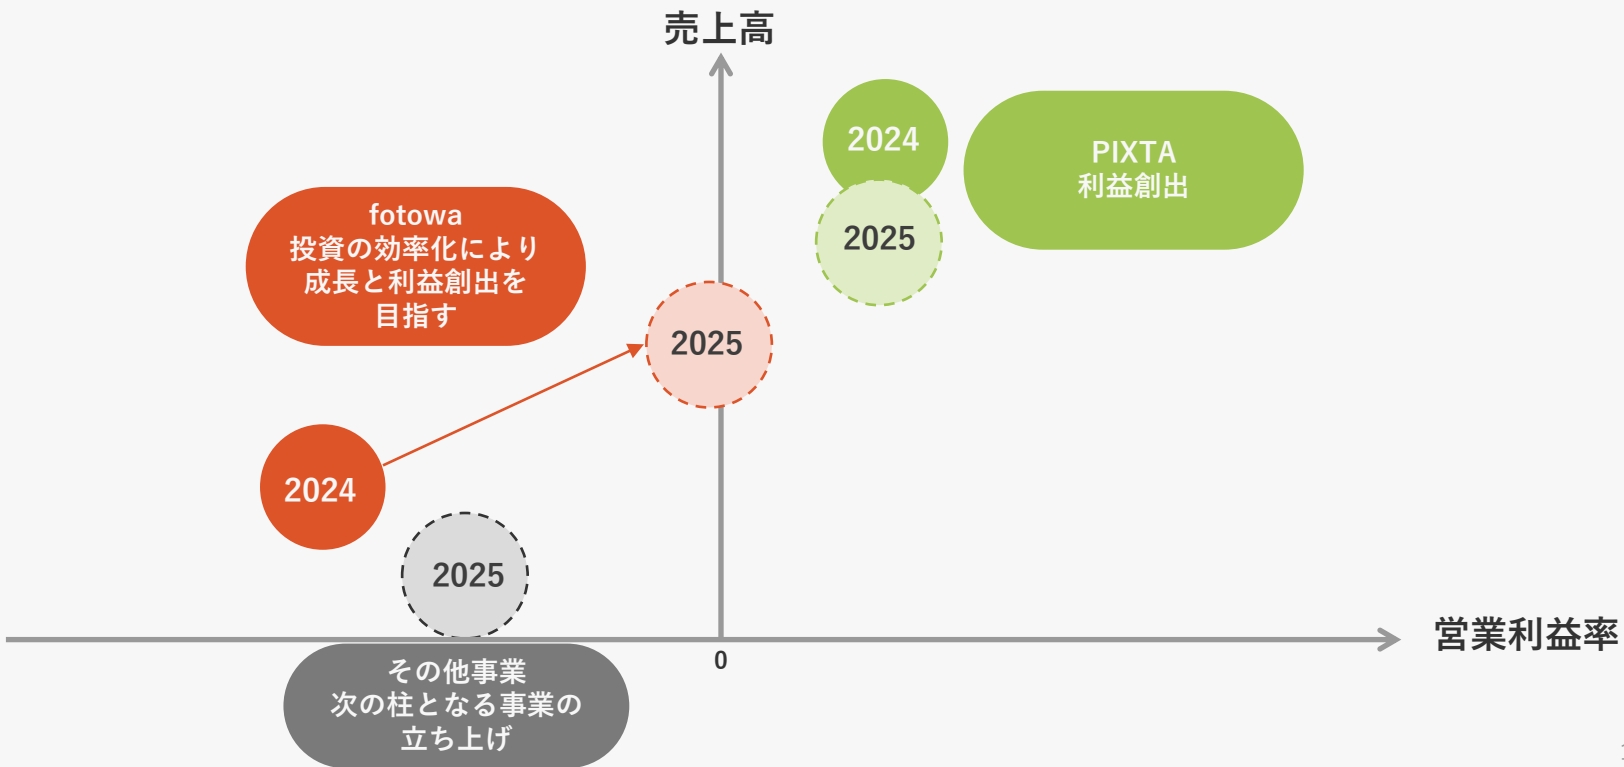 売上高
2024
PIXTA
利益創出
fotowa
投資の効率化により
成長と利益創出を
目指す
2025
2025
2024
2025
営業利益率
0
その他事業
次の柱となる事業の
立ち上げ